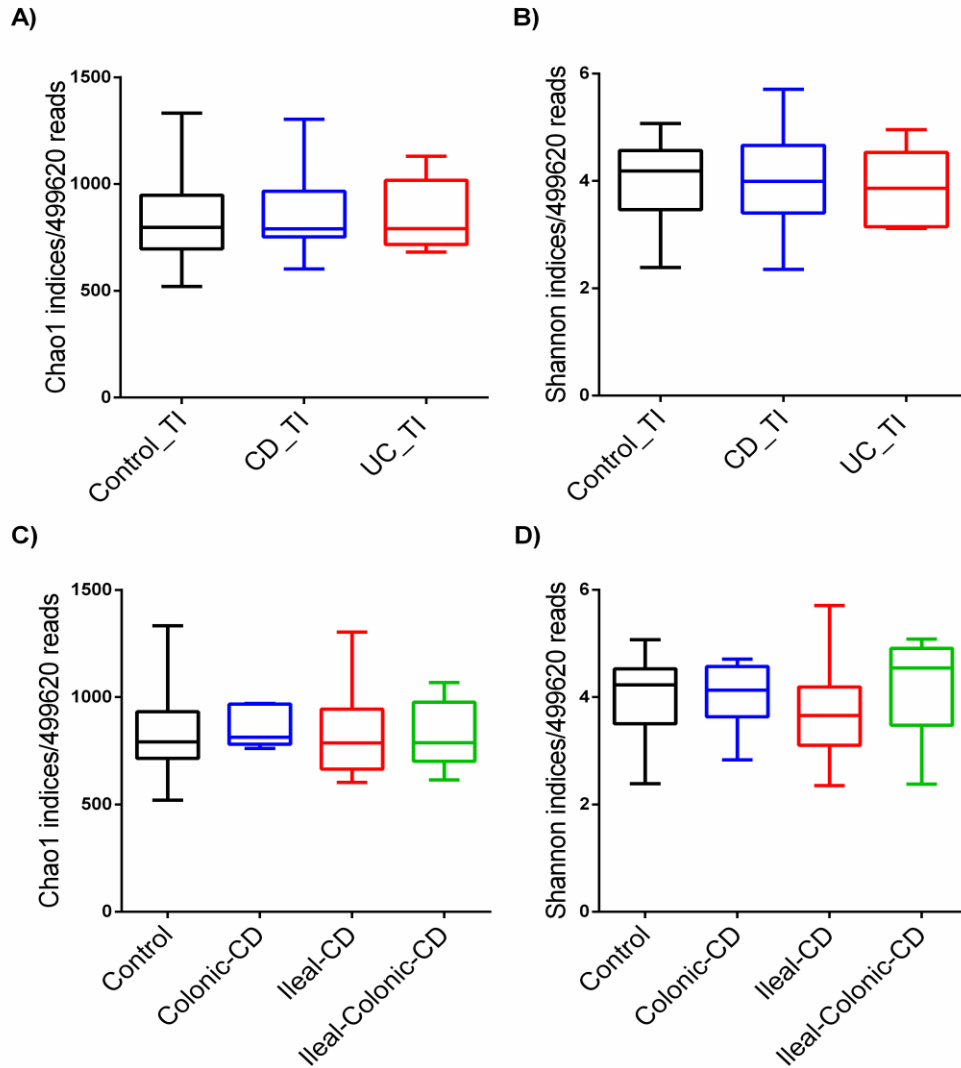 A)
Chao1 indices/499620 reads
1500
1000
500
0
Control_TI
CD_TI
UC_TI
B)
Shannon indices/499620 reads
6
4
2
0
Control_TI
CD_TI
UC_TI
C)
Chao1 indices/499620 reads
1500
1000
500
0
Control
Colonic-CD
Ileal-CD
Ileal-Colonic-CD
D)
Shannon indices/499620 reads
6
4
2
0
Control
Colonic-CD
Ileal-CD
Ileal-Colonic-CD